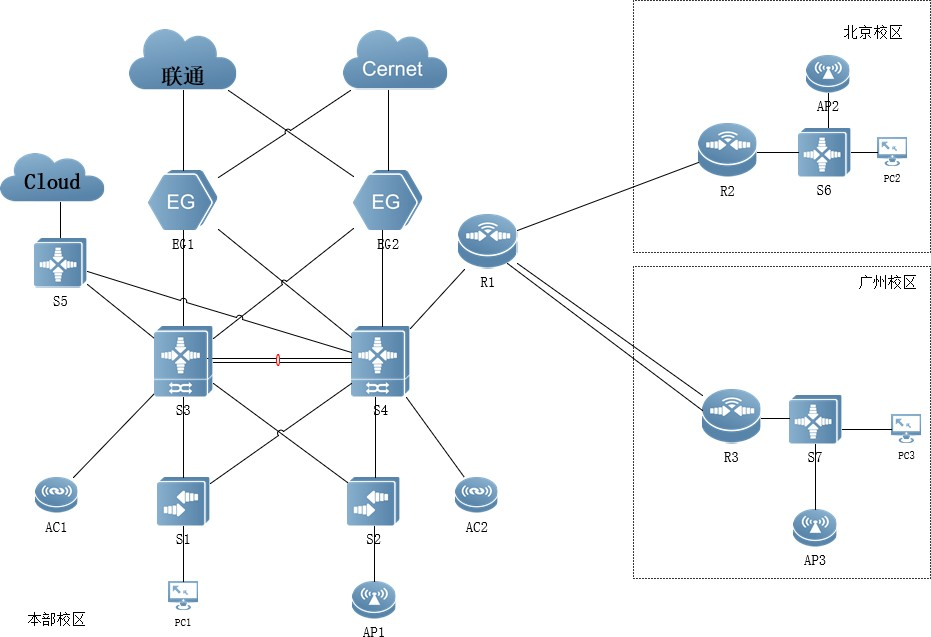 北京校区
联通
Cernet
AP2
Cloud
R2
S6
PC2
EG
EG1
EG
EG2
S5
R1
广州校区
S3
S4
R3
S7
PC3
AC1
S1
S2
AC2
AP3
本部校区
PC1
AP1